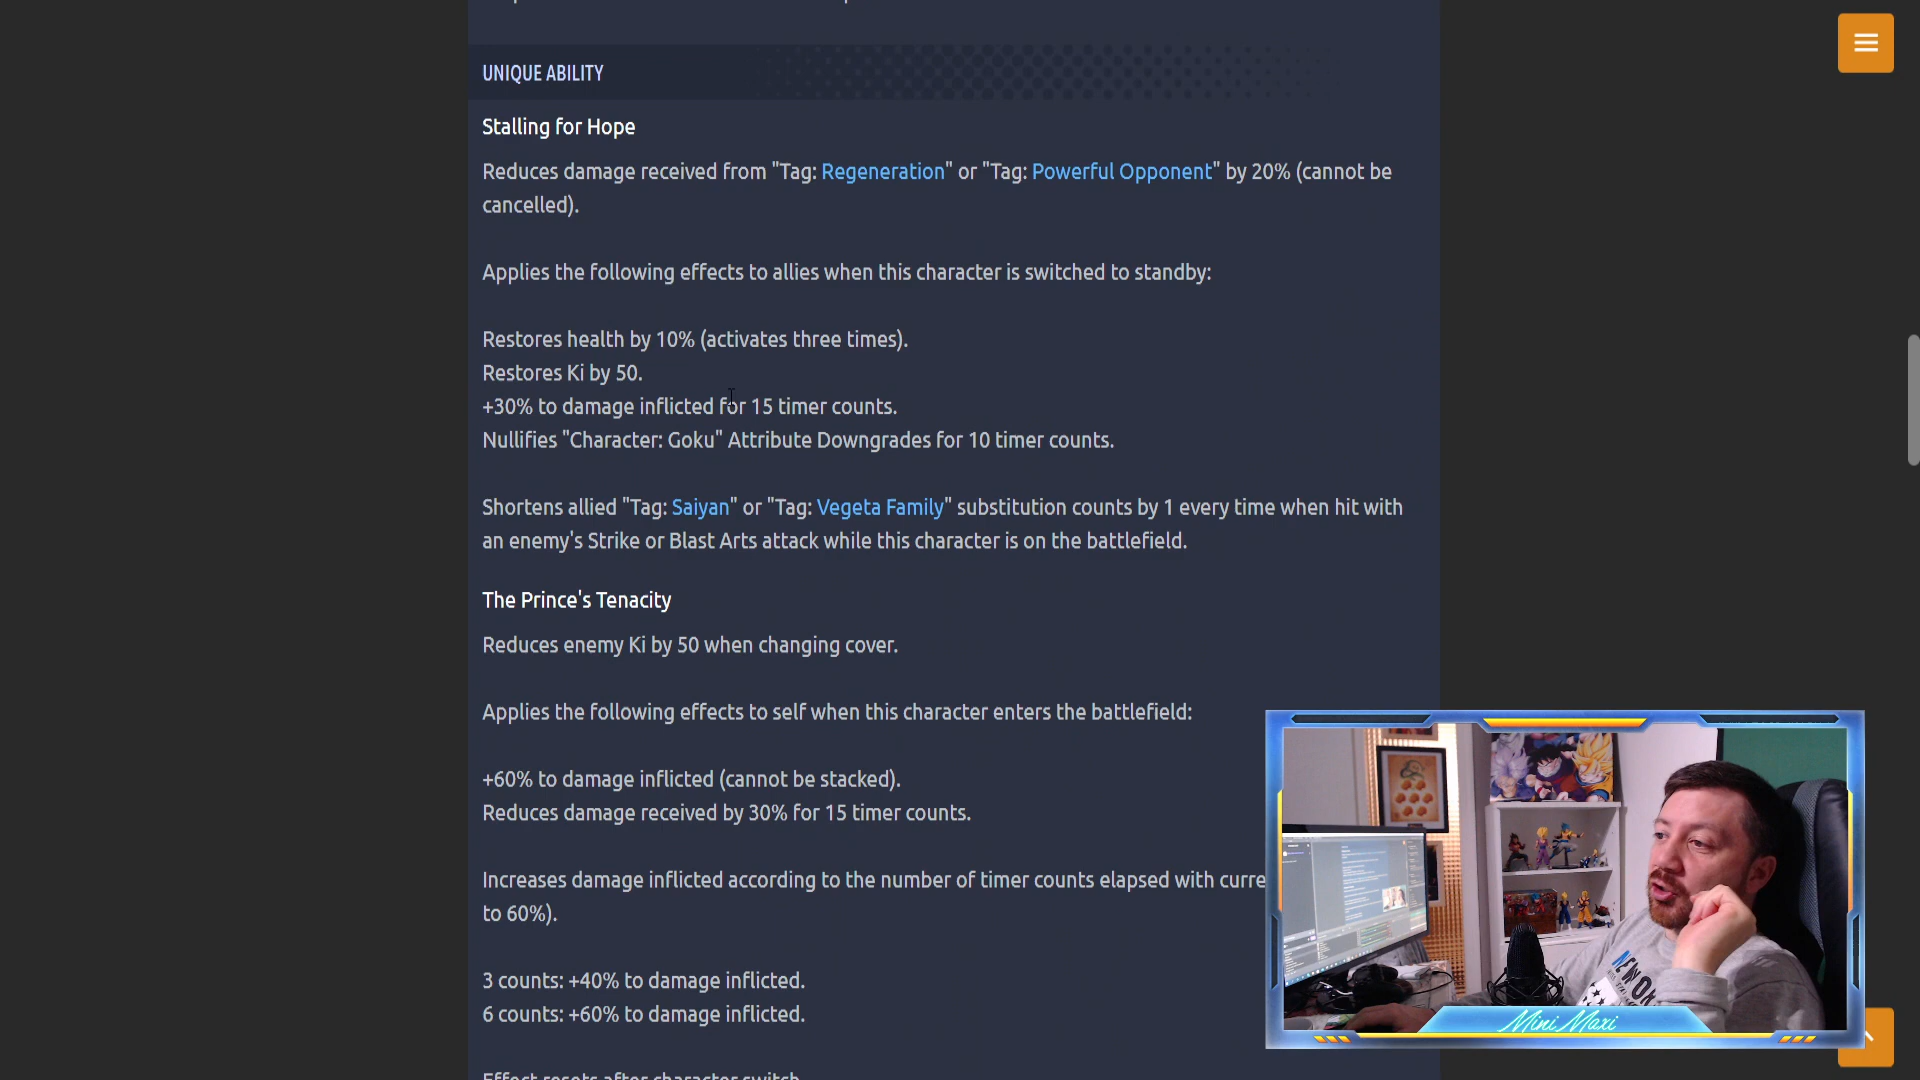 UNIQUE ABILITY
Stalling for Hope
Reduces damage received from "Tag: Regeneration" or "Tag: Powerful Opponent" by 20% (cannot be
cancelled).
Applies the following effects to allies when this character is switched to standby:
Restores health by 10% (activates three times).
Restores Ki by 50.
+30% to damage inflicted for 15 timer counts.
Nullifies "Character: Goku" Attribute Downgrades for 10 timer counts.
Shortens allied "Tag: Saiyan" or "Tag: Vegeta Family" substitution counts by 1 every time when hit with
an enemy's Strike or Blast Arts attack while this character is on the battlefield.
The Prince's Tenacity
Reduces enemy Ki by 50 when changing cover.
Applies the following effects to self when this character enters the battlefield:
+60% to damage inflicted (cannot be stacked).
Reduces damage received by 30% for 15 timer counts.
Increases damage inflicted according to the number of timer counts elapsed with curre
to 60%).
3 counts: +40% to damage inflicted.
6 counts: +60% to damage inflicted.
Effect resets after character switch
Mini Maxi